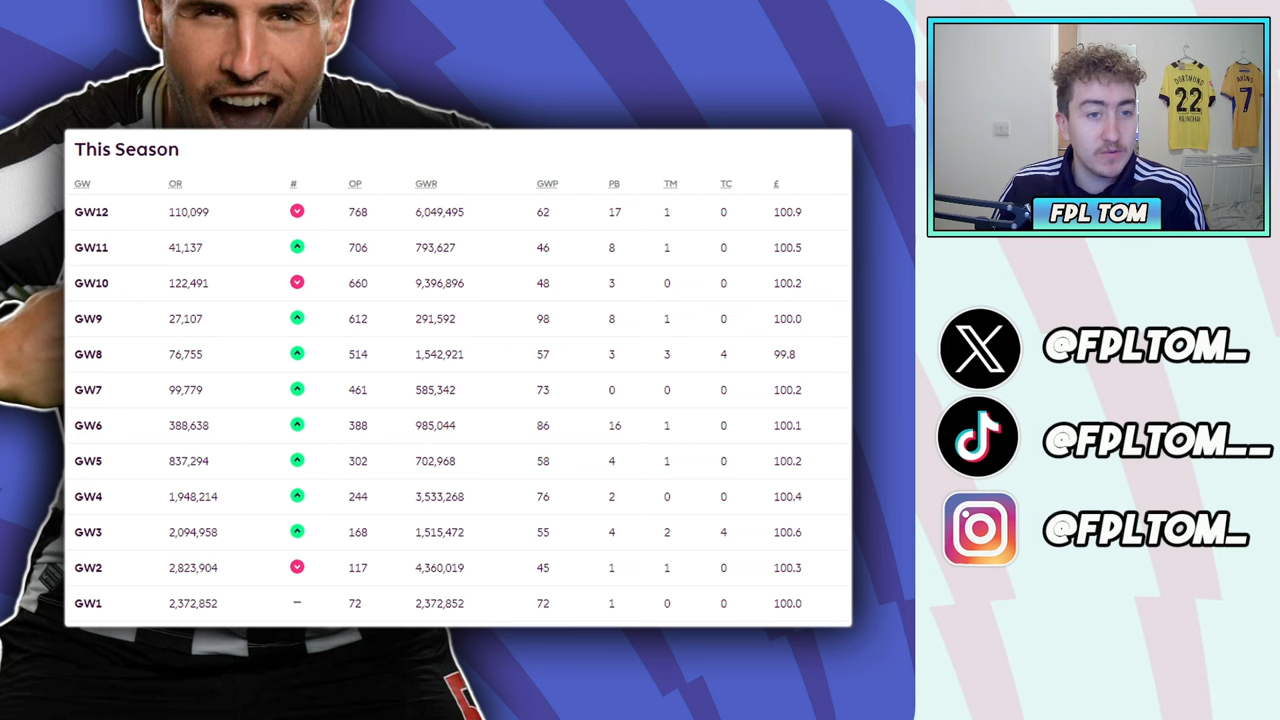 This Season
GW OR # OP GWR GWP PB TM TC £
GW12 110,099 768 6,049,495 62 17 1 0 100.9
GW11 41,137 706 793,627 46 8 1 0 100.5
GW10 122,491 660 9,396,896 48 3 0 0 100.2
GW9 27,107 612 291,592 98 8 1 0 100.0
GW8 76,755 514 1,542,921 57 3 3 4 99.8
GW7 99,779 461 585,342 73 0 0 0 100.2
GW6 388,638 388 985,044 86 16 1 0 100.1
GW5 837,294 302 702,968 58 4 1 0 100.2
GW4 1,948,214 244 3,533,268 76 2 0 0 100.4
GW3 2,094,958 168 1,515,472 55 4 2 4 100.6
GW2 2,823,904 117 4,360,019 45 1 1 0 100.3
GW1 2,372,852 – 72 2,372,852 72 1 0 0 100.0
DORTMUND
22
AKINS
7
FPL TOM
@FPLTOM_
@FPLTOM__
@FPLTOM_